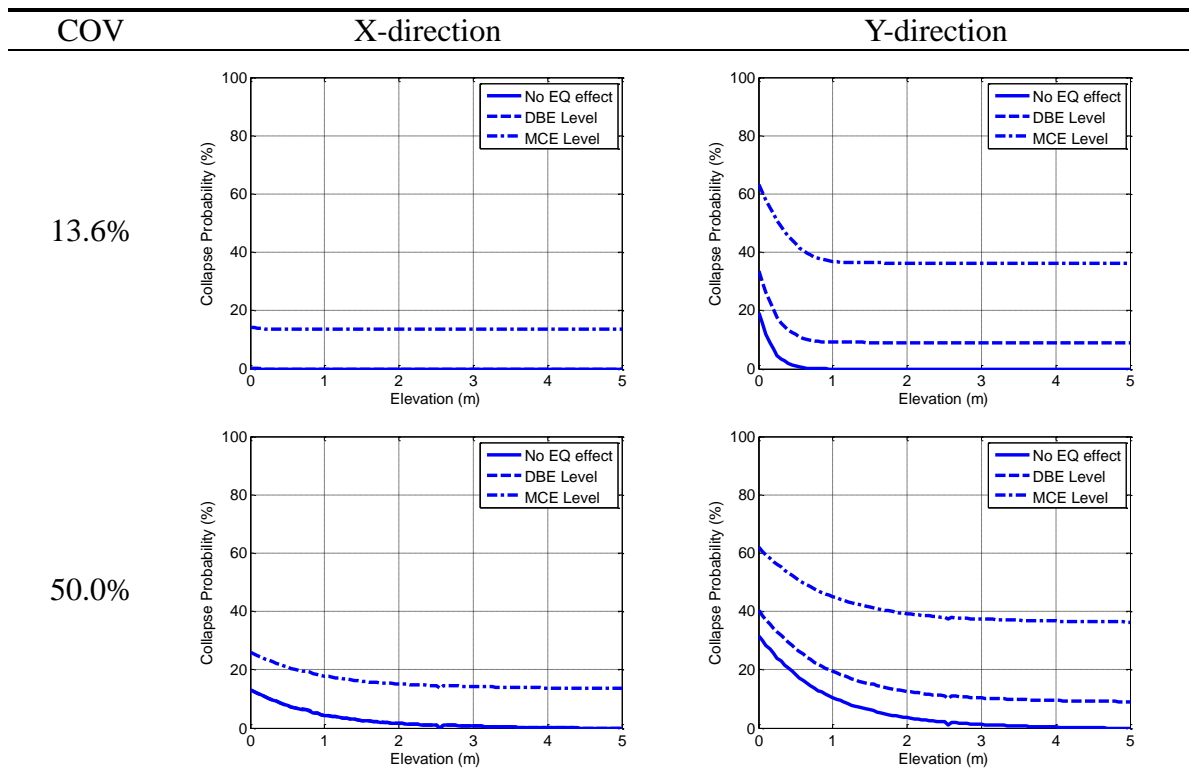 COV X-direction Y-direction
13.6%
100
80
60
40
20
0
Collapse Probability (%)
No EQ effect
DBE Level
MCE Level
0 1 2 3 4 5
Elevation (m)
100
80
60
40
20
0
Collapse Probability (%)
No EQ effect
DBE Level
MCE Level
0 1 2 3 4 5
Elevation (m)
50.0%
100
80
60
40
20
0
Collapse Probability (%)
No EQ effect
DBE Level
MCE Level
0 1 2 3 4 5
Elevation (m)
100
80
60
40
20
0
Collapse Probability (%)
No EQ effect
DBE Level
MCE Level
0 1 2 3 4 5
Elevation (m)